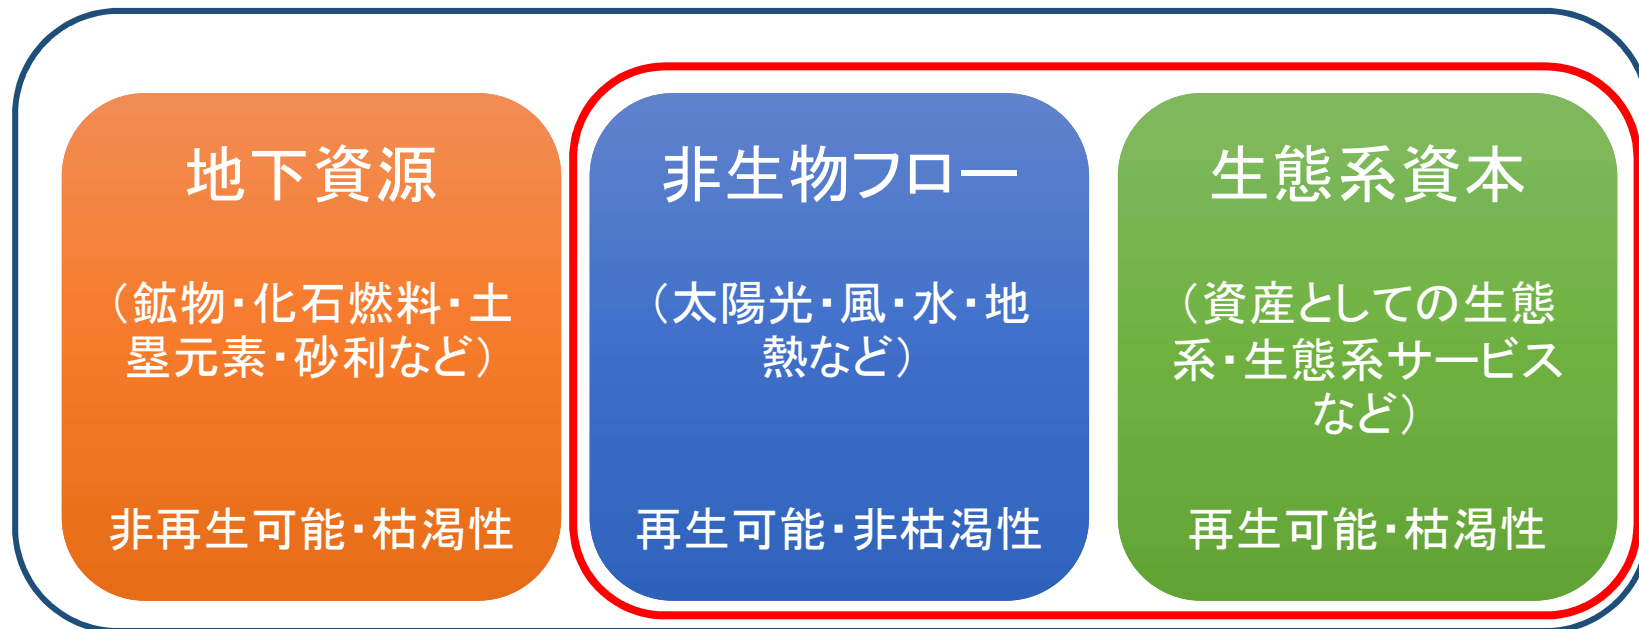 地下資源
（鉱物・化石燃料・土
塁元素・砂利など）
非再生可能・枯渇性
非生物フロー
（太陽光・風・水・地
熱など）
再生可能・非枯渇性
生態系資本
（資産としての生態
系・生態系サービス
など）
再生可能・枯渇性